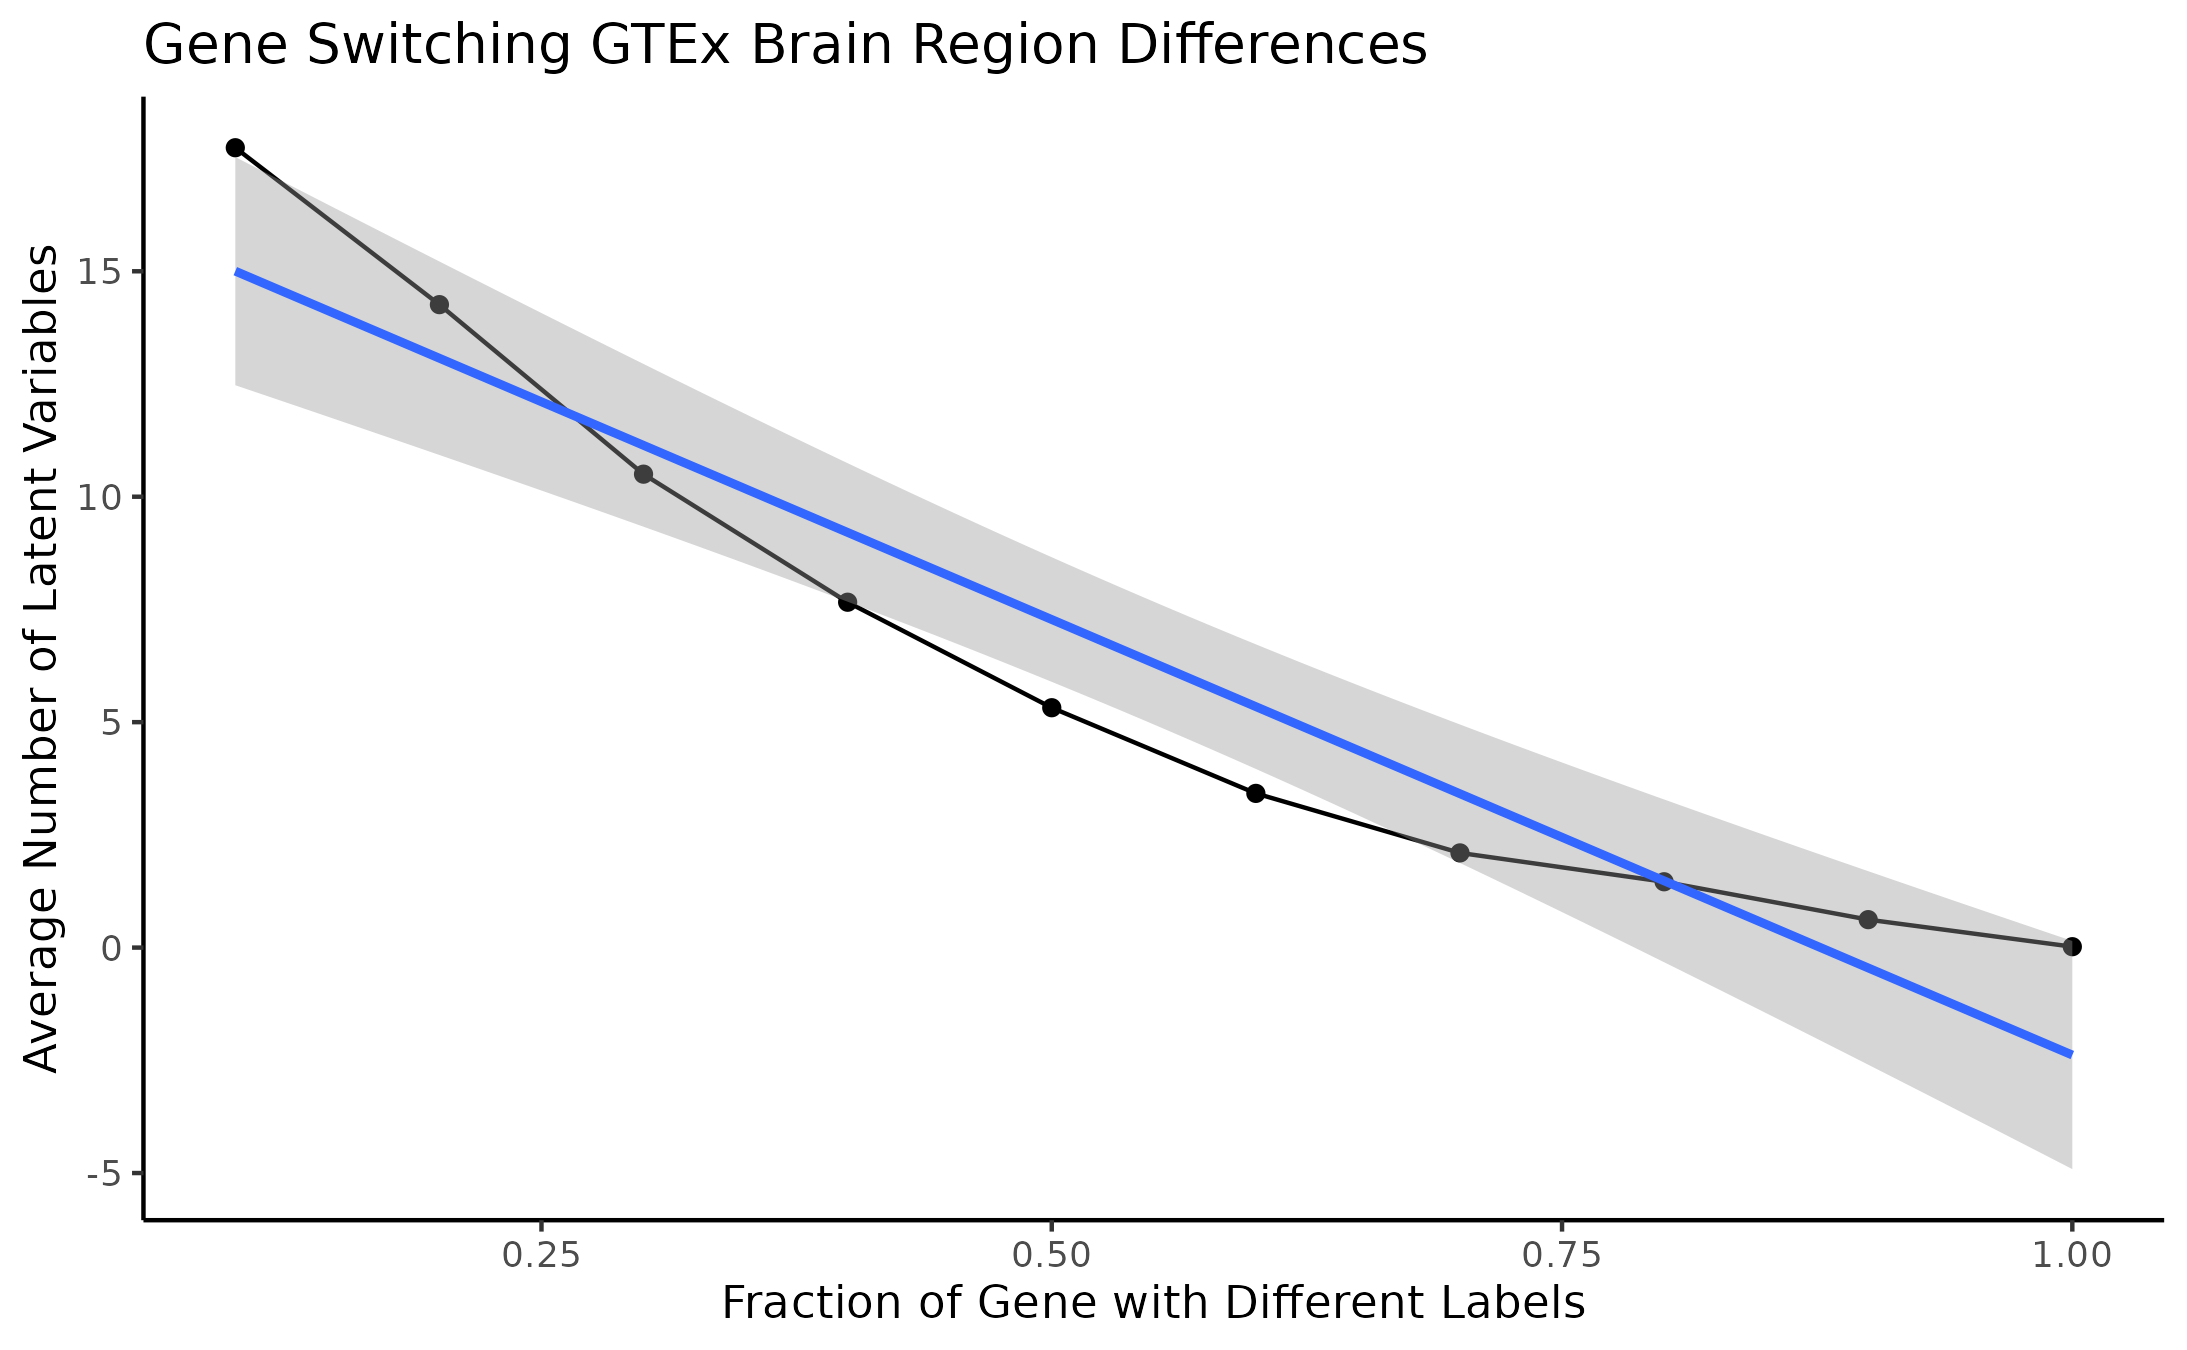 Gene Switching GTEx Brain Region Differences
Average Number of Latent Variables
15
10
5
0
-5
0.25 0.50 0.75 1.00
Fraction of Gene with Different Labels